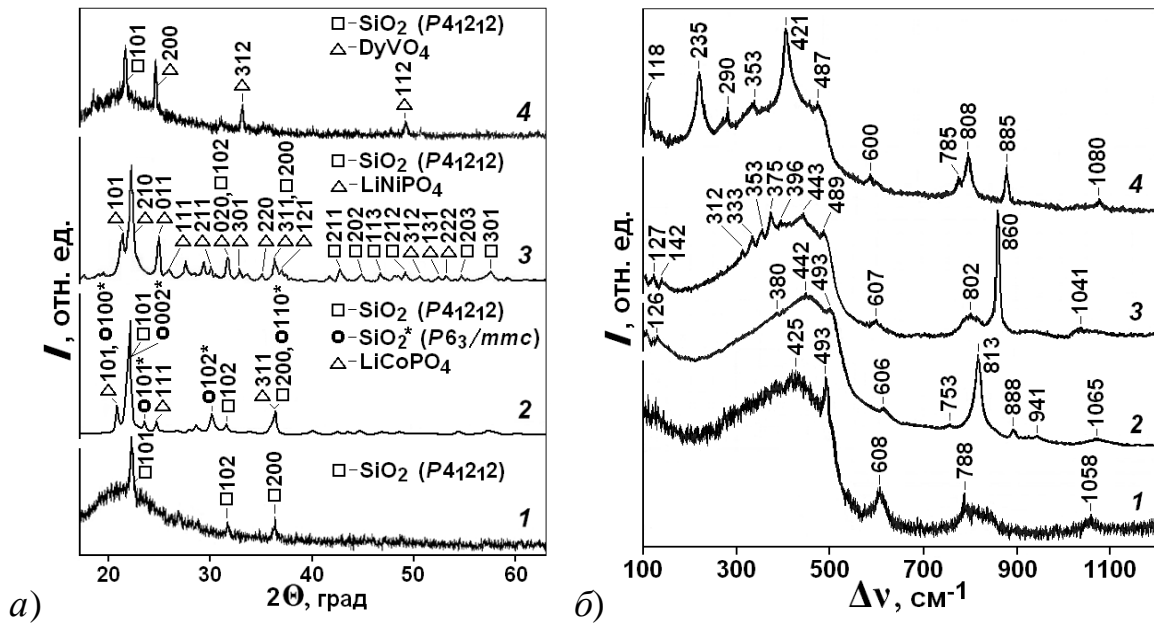 □–SiO₂ (P4₁2₁2)
△–DyVO₄
□101
△200
△312
△112
4
□–SiO₂ (P4₁2₁2)
△–LiNiPO₄
△101
△210
△011
△111
△211
△020, □102
△301
△220
△311, □200
△121
□211
□202
□113
□212
△312
△131
△222
□203
□301
3
□–SiO₂ (P4₁2₁2)
○–SiO₂* (P6₃/mmc)
△–LiCoPO₄
△101, ○100*
□101
○002*
○101*
△111
○102*
□102
△311
□200, ○110*
2
□–SiO₂ (P4₁2₁2)
□101
□102
□200
1
I, отн. ед.
20 30 40 50 60
2Θ, град
а)
118 235 290 353 421 487 600 785 808 885 1080
4
127 142 312 333 353 375 396 443 489 607 802 860 1041
3
126 380 442 493 606 753 813 888 941 1065
2
425 493 608 788 1058
1
I, отн. ед.
100 300 500 700 900 1100
Δν, см⁻¹
б)